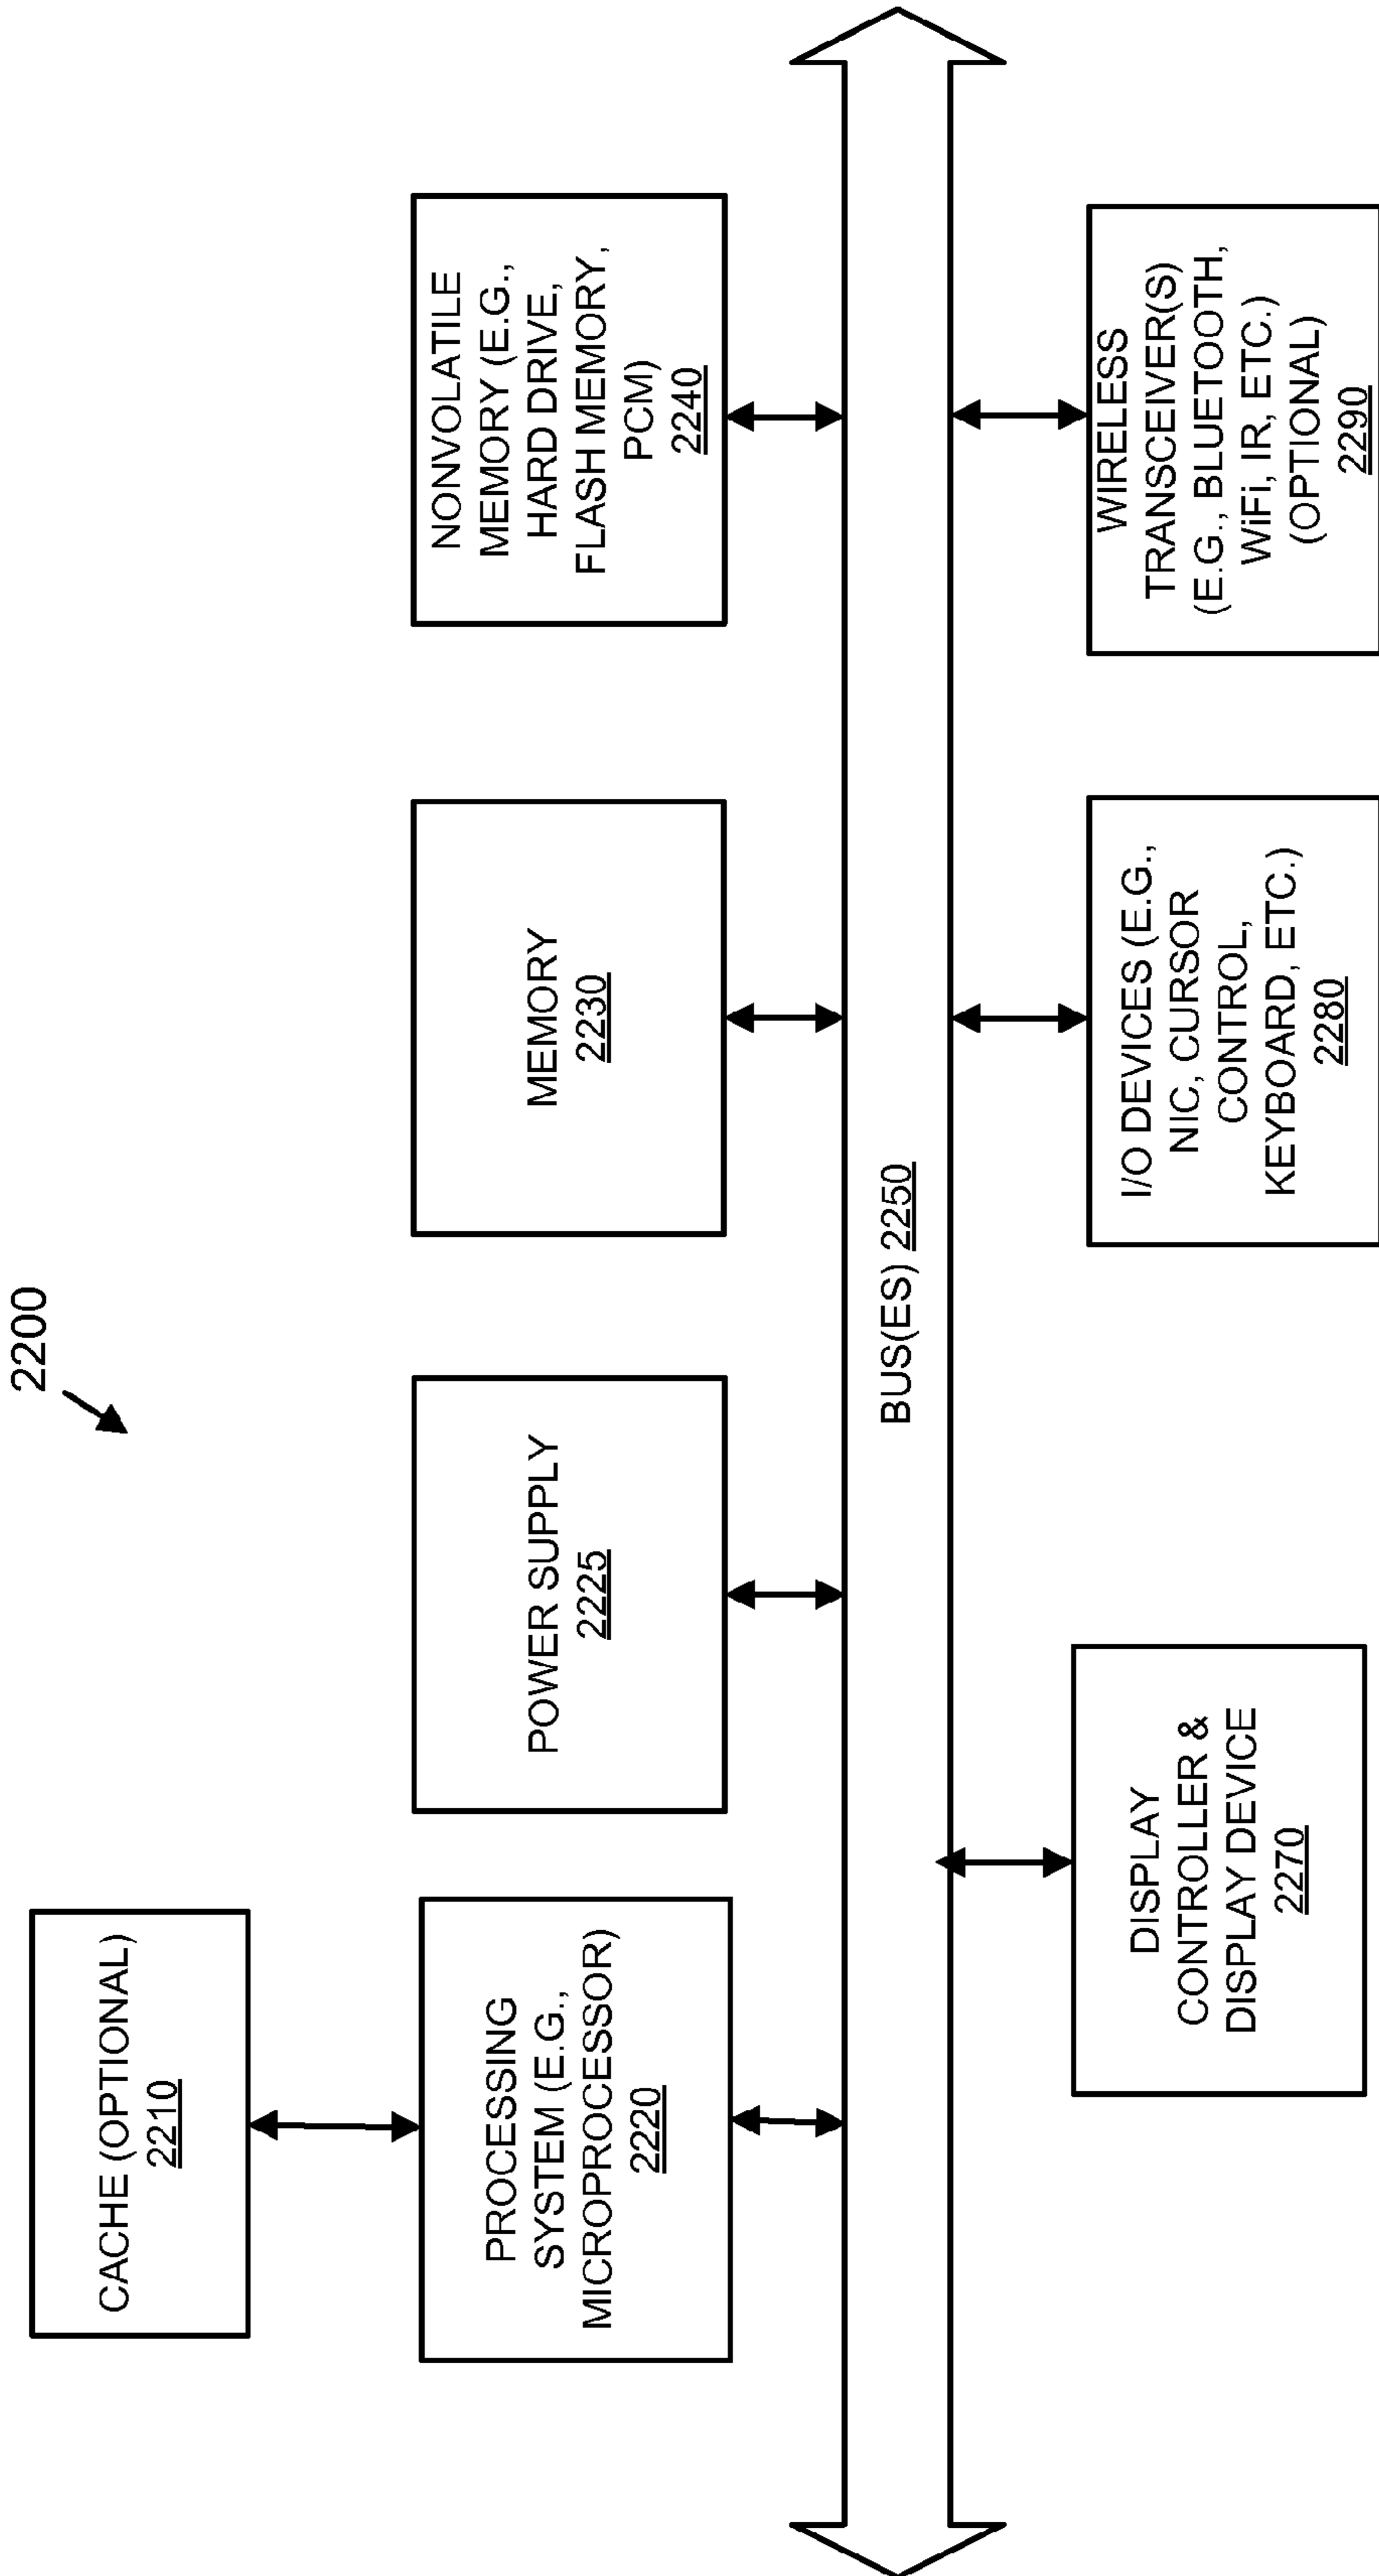 2200
CACHE (OPTIONAL)
2210
PROCESSING
SYSTEM (E.G.,
MICROPROCESSOR)
2220
POWER SUPPLY
2225
MEMORY
2230
NONVOLATILE
MEMORY (E.G.,
HARD DRIVE,
FLASH MEMORY,
PCM)
2240
BUS(ES) 2250
DISPLAY
CONTROLLER &
DISPLAY DEVICE
2270
I/O DEVICES (E.G.,
NIC, CURSOR
CONTROL,
KEYBOARD, ETC.)
2280
WIRELESS
TRANSCEIVER(S)
(E.G., BLUETOOTH,
WiFi, IR, ETC.)
(OPTIONAL)
2290